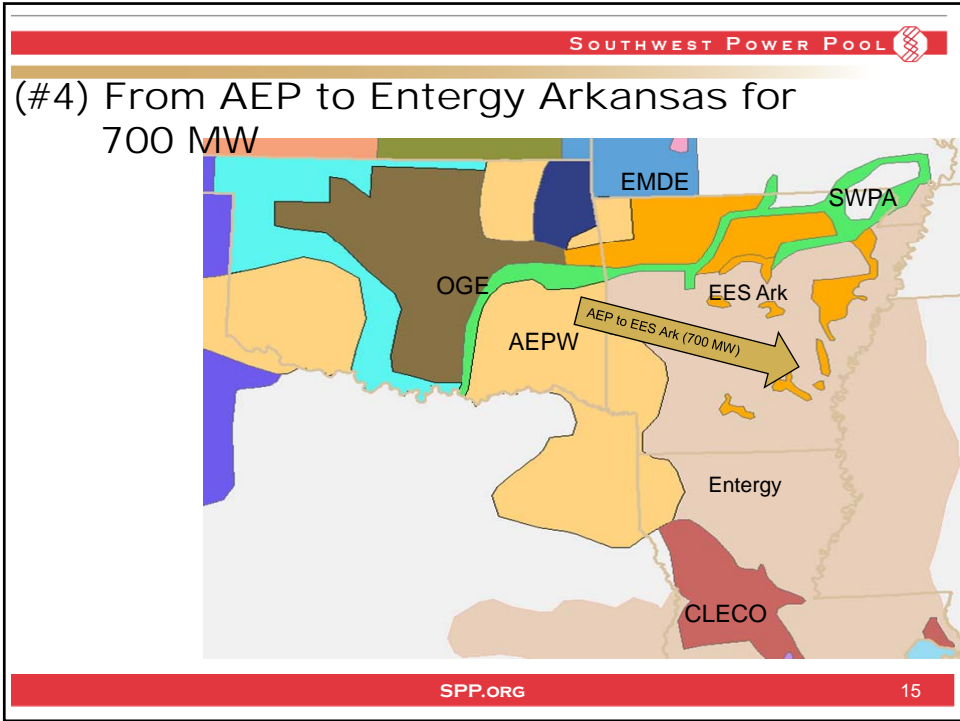 SOUTHWEST POWER POOL
(#4) From AEP to Entergy Arkansas for
700 MW
EMDE
SWPA
OGE
EES Ark
AEP to EES Ark (700 MW)
AEPW
Entergy
CLECO
SPP.ORG
15